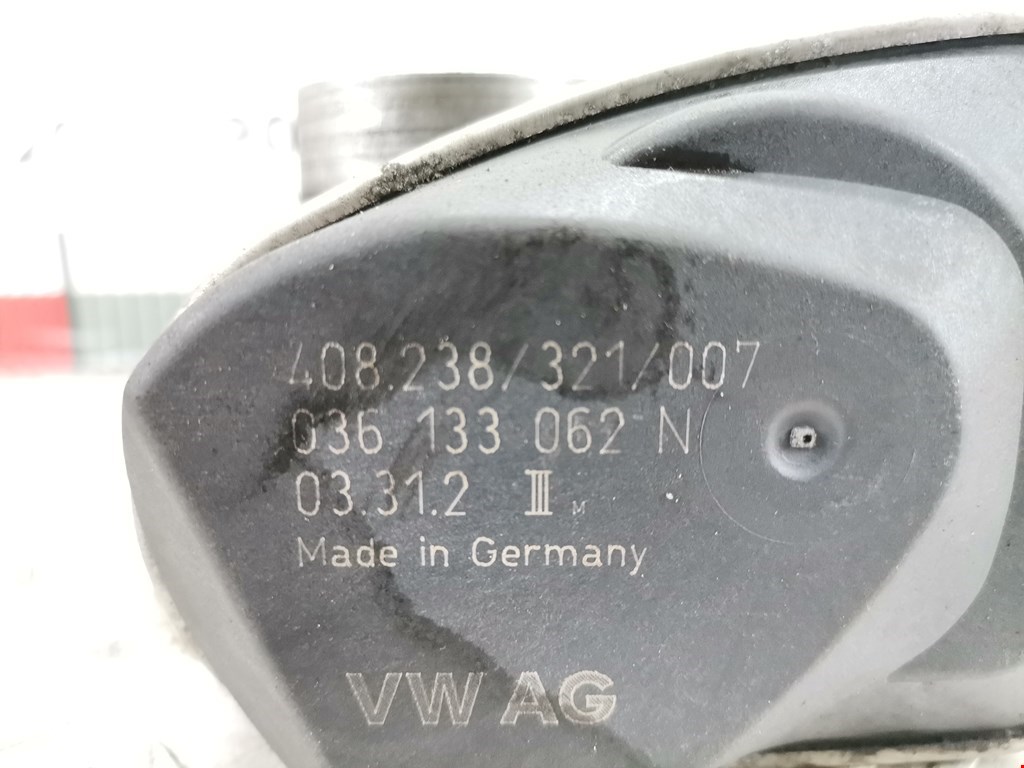 408.238/321/007
036 133 062 N
03.31.2 III M
Made in Germany
VW AG